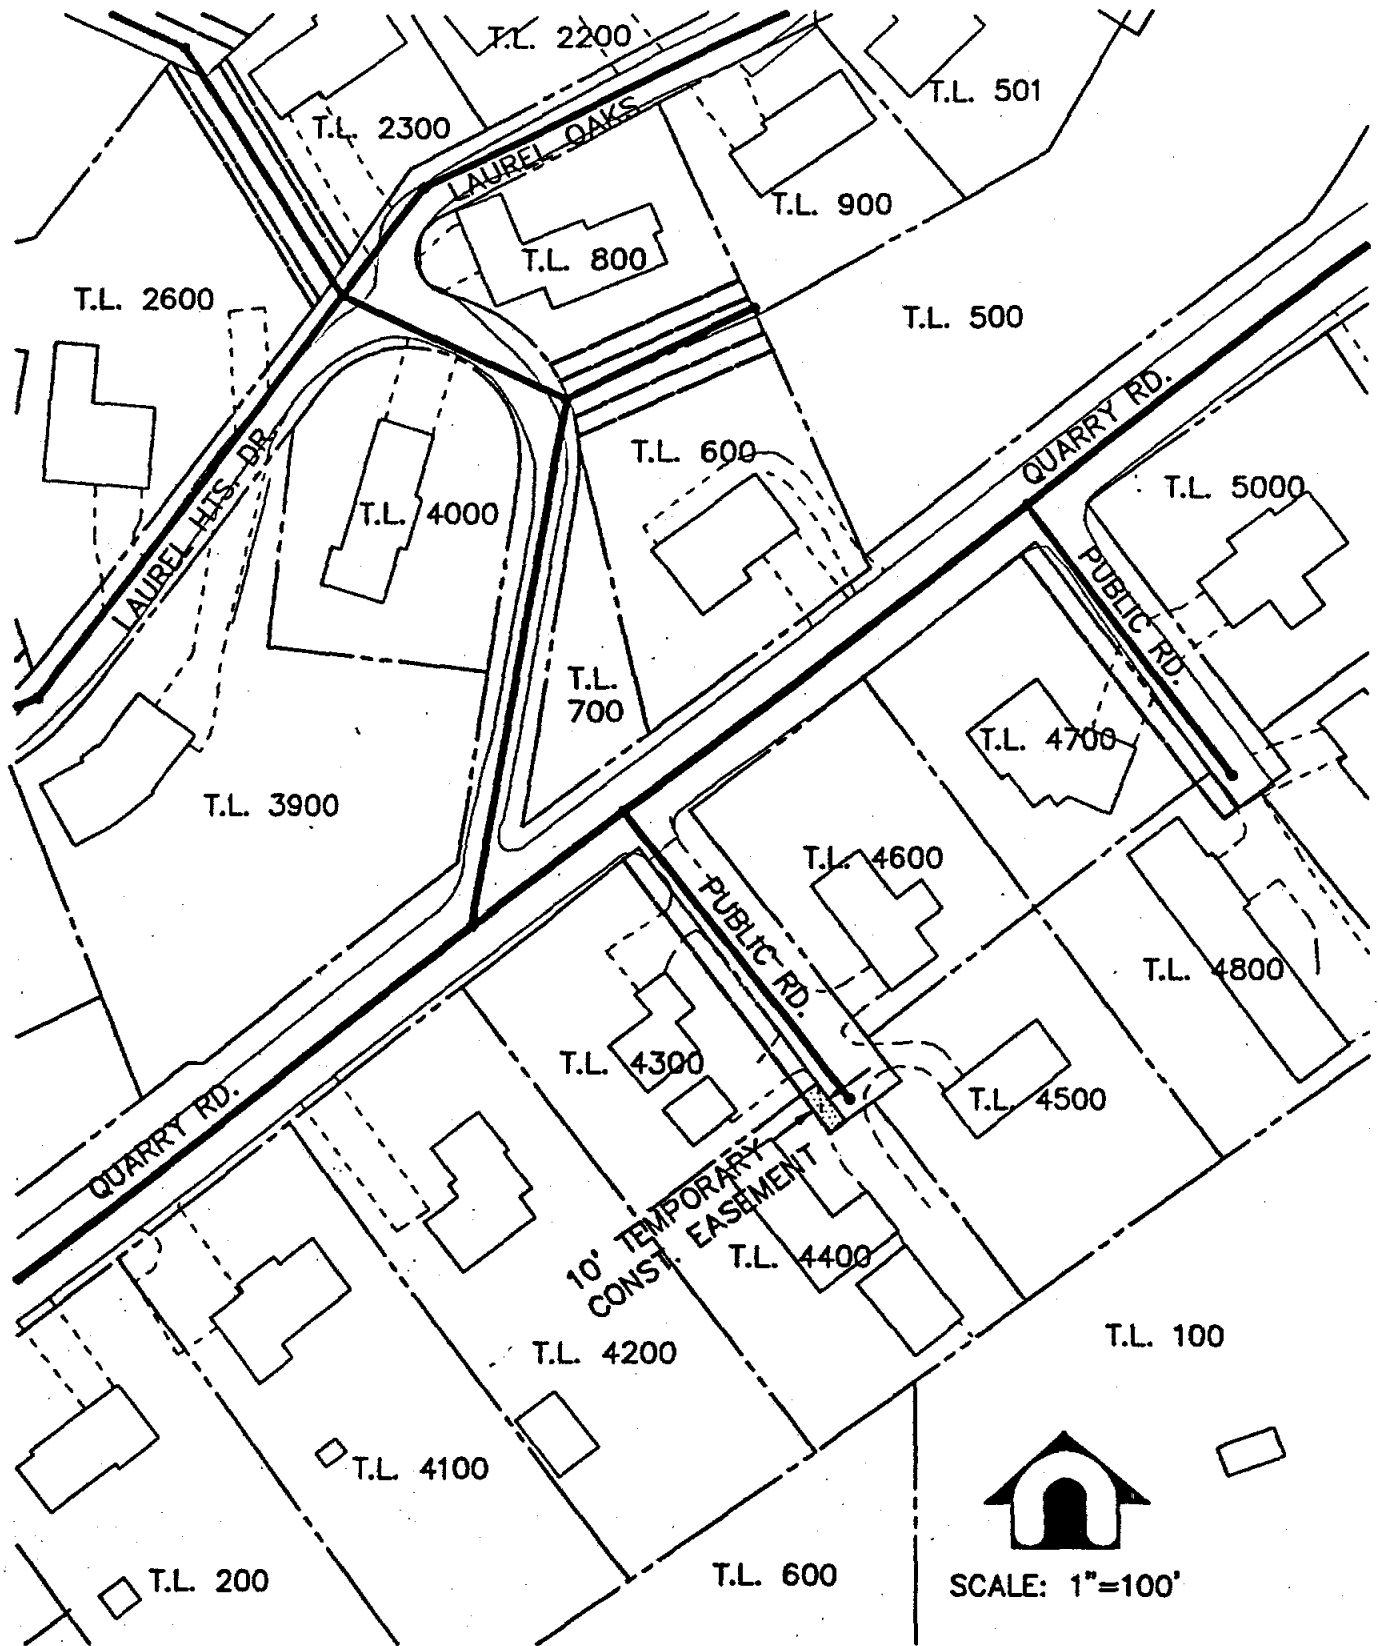 T.L. 2200
T.L. 501
T.L. 2300
LAUREL OAKS
T.L. 900
T.L. 800
T.L. 2600
T.L. 500
QUARRY RD.
T.L. 600
T.L. 5000
T.L. 4000
LAUREL HTS. DR.
PUBLIC RD.
T.L.
700
T.L. 4700
T.L. 3900
T.L. 4600
PUBLIC RD.
T.L. 4800
T.L. 4300
T.L. 4500
QUARRY RD.
10' TEMPORARY
CONST. EASEMENT
T.L. 4400
T.L. 100
T.L. 4200
T.L. 4100
T.L. 200
T.L. 600
SCALE: 1"=100'